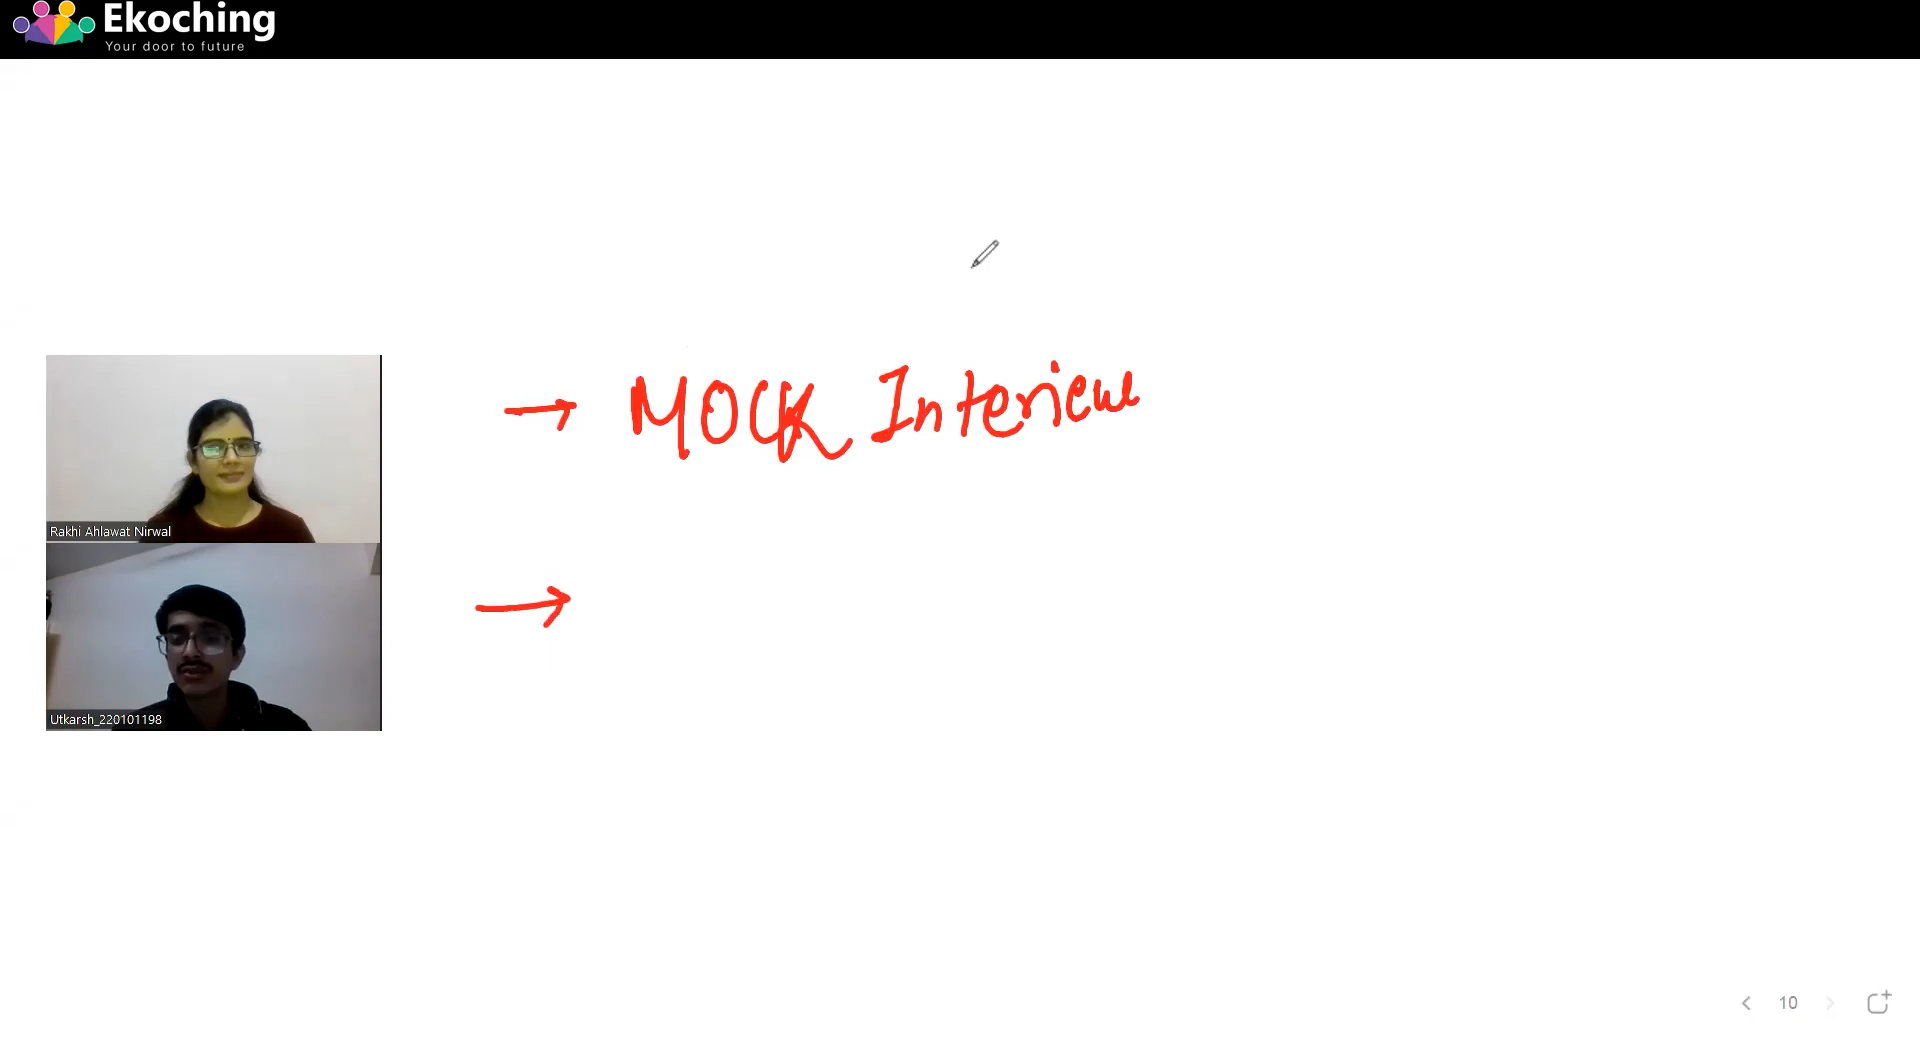 Ekoching
Your door to future
→ MOCK Interiew
Rakhi Ahlawat Nirwal
→
Utkarsh_220101198
< 10 >